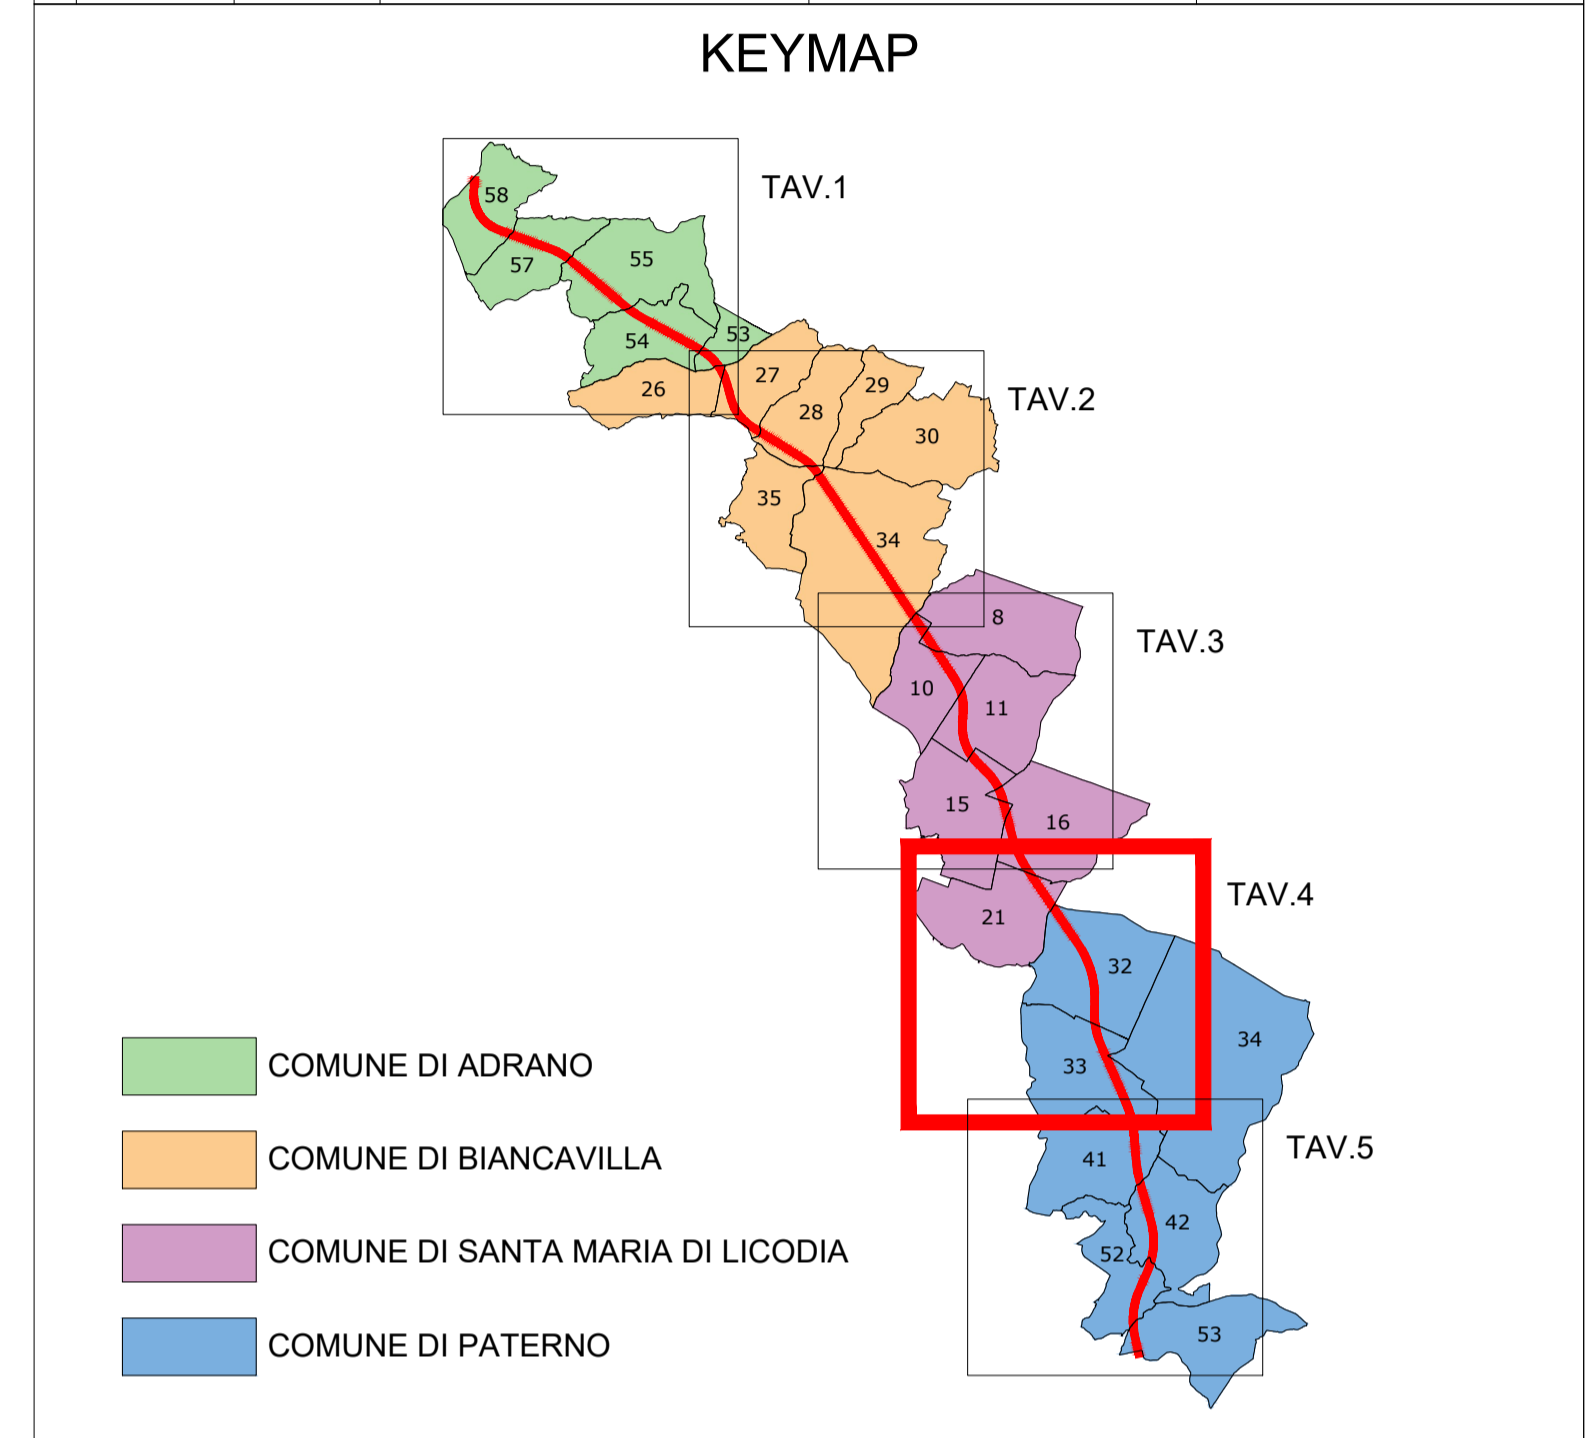 KEYMAP
TAV.1
58
55
57
53
54
27
29
26
TAV.2
28
30
35
34
8
TAV.3
10
11
15
16
TAV.4
21
32
34
33
TAV.5
41
42
52
53
COMUNE DI ADRANO
COMUNE DI BIANCAVILLA
COMUNE DI SANTA MARIA DI LICODIA
COMUNE DI PATERNO